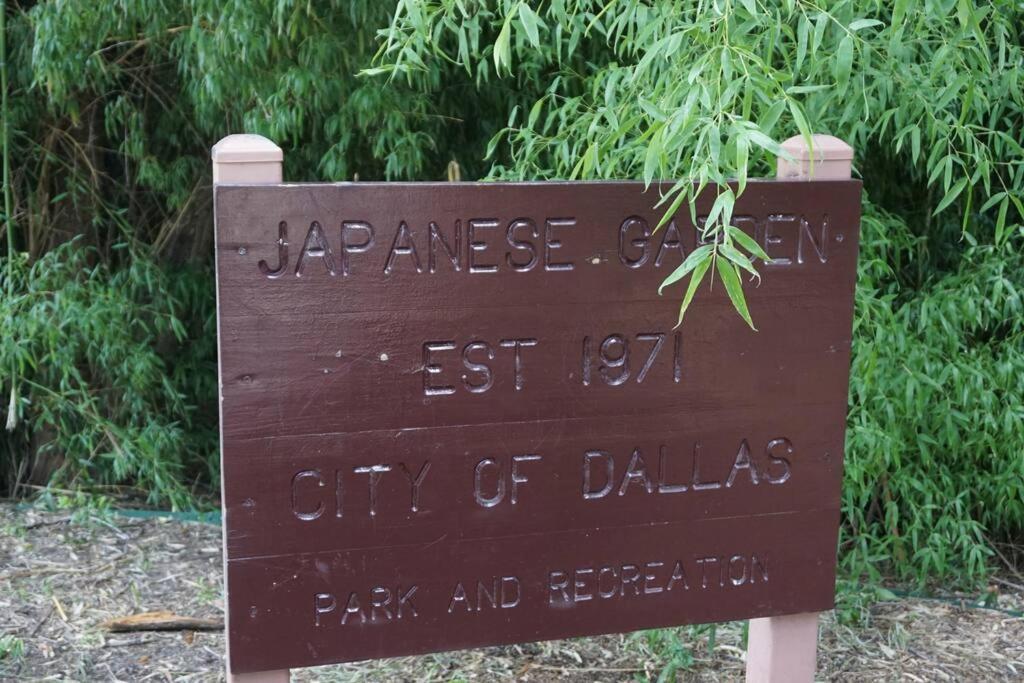 JAPANESE GARDEN
EST 1971
CITY OF DALLAS
PARK AND RECREATION